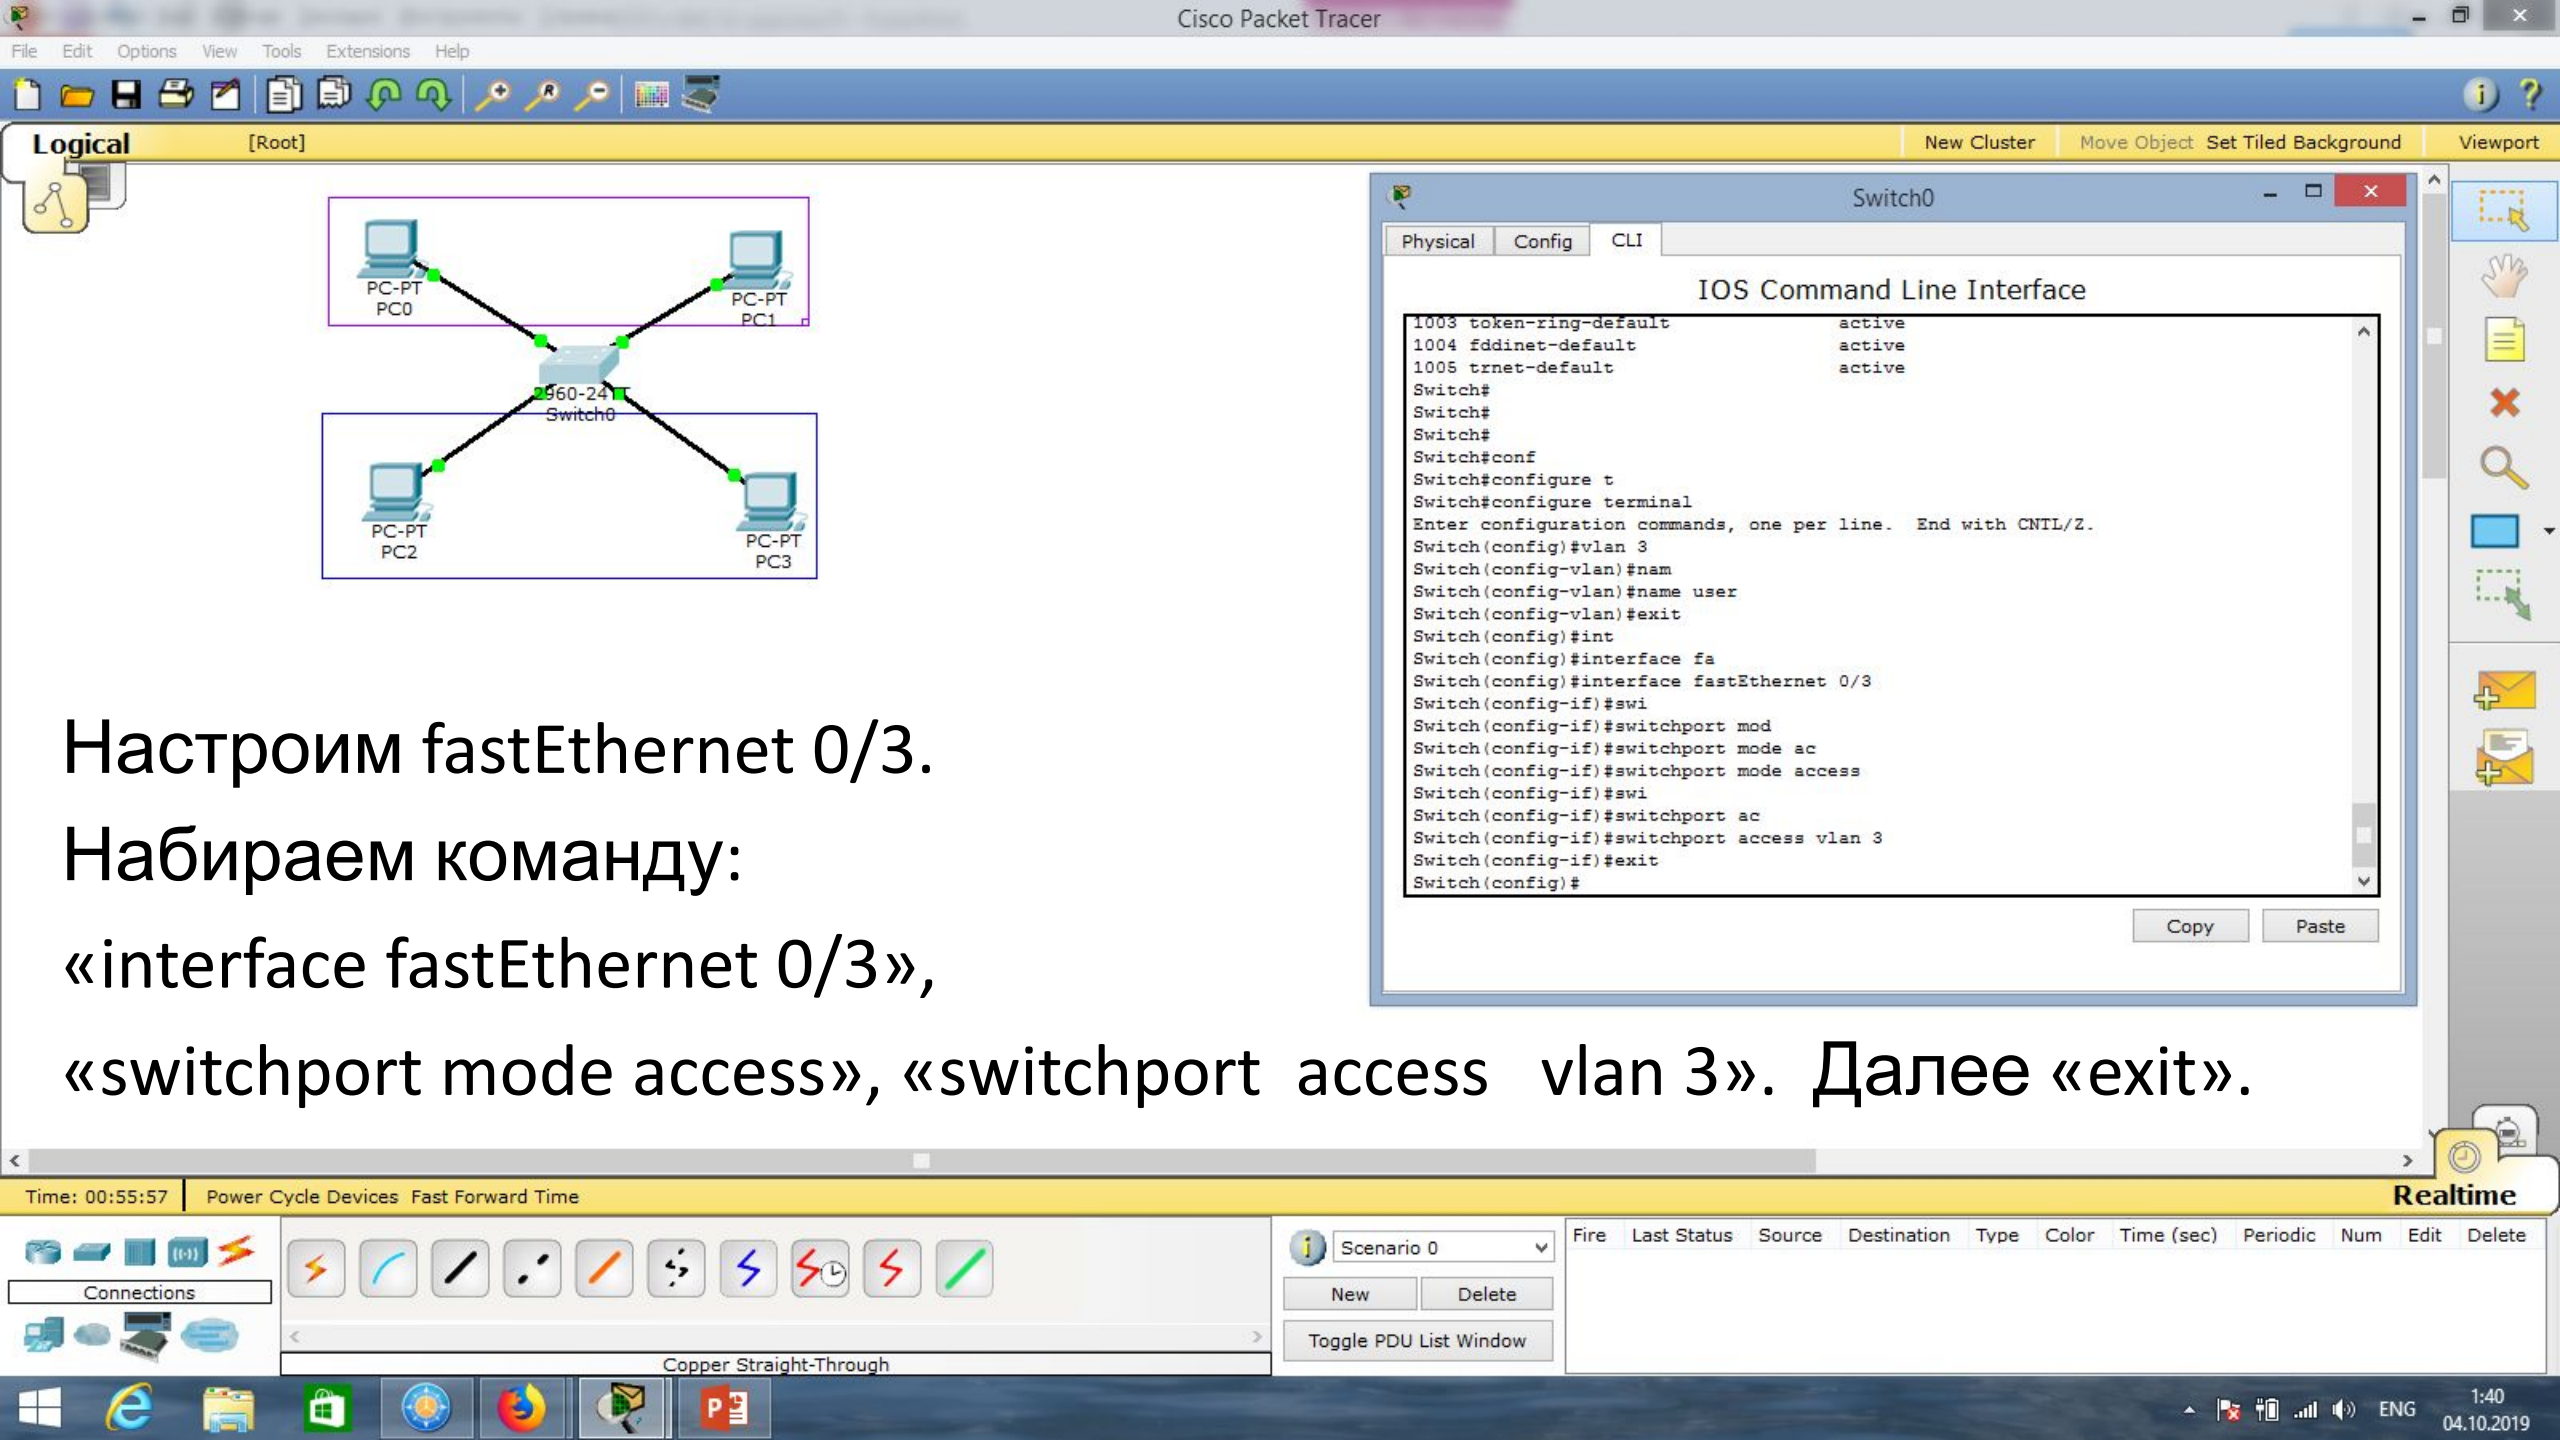 Cisco Packet Tracer
File Edit Options View Tools Extensions Help
Logical [Root] New Cluster Move Object Set Tiled Background Viewport
PC-PT
PC0
PC-PT
PC1
2960-24TT
Switch0
PC-PT
PC2
PC-PT
PC3
Switch0
Physical Config CLI
IOS Command Line Interface
1003 token-ring-default active
1004 fddinet-default active
1005 trnet-default active
Switch#
Switch#
Switch#
Switch#conf
Switch#configure t
Switch#configure terminal
Enter configuration commands, one per line. End with CNTL/Z.
Switch(config)#vlan 3
Switch(config-vlan)#nam
Switch(config-vlan)#name user
Switch(config-vlan)#exit
Switch(config)#int
Switch(config)#interface fa
Switch(config)#interface fastEthernet 0/3
Switch(config-if)#swi
Switch(config-if)#switchport mod
Switch(config-if)#switchport mode ac
Switch(config-if)#switchport mode access
Switch(config-if)#swi
Switch(config-if)#switchport ac
Switch(config-if)#switchport access vlan 3
Switch(config-if)#exit
Switch(config)#
Copy Paste
Настроим fastEthernet 0/3.
Набираем команду:
«interface fastEthernet 0/3»,
«switchport mode access», «switchport access vlan 3». Далее «exit».
Time: 00:55:57 Power Cycle Devices Fast Forward Time Realtime
Connections
Copper Straight-Through
Scenario 0
New Delete
Toggle PDU List Window
Fire Last Status Source Destination Type Color Time (sec) Periodic Num Edit Delete
ENG
1:40
04.10.2019